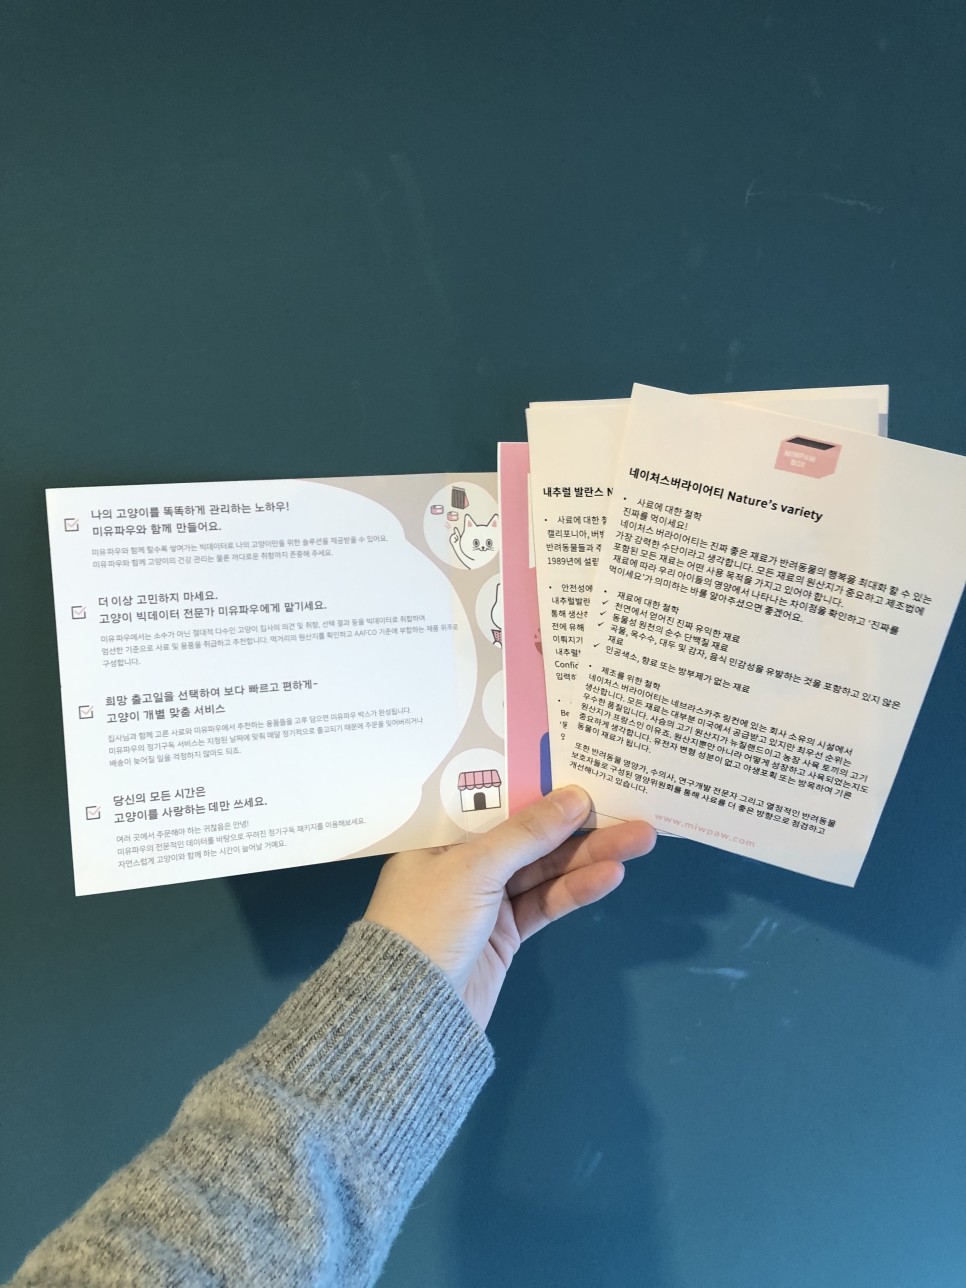 나의 고양이를 똑똑하게 관리하는 노하우!
미유파우와 함께 만들어요.
미유파우와 함께 할수록 쌓여가는 빅데이터로 나의 고양이만을 위한 솔루션을 제공받을 수 있어요.
미유파우와 함께 고양이의 건강 관리는 물론 까다로운 취향까지 존중해 주세요.
더 이상 고민하지 마세요.
고양이 빅데이터 전문가 미유파우에게 맡기세요.
미유파우에서는 소수가 아닌 절대적 다수인 고양이 집사의 의견 및 취향, 선택 결과 등을 빅데이터로 취합하여
엄선한 기준으로 사료 및 용품을 취급하고 추천합니다. 먹거리의 원산지를 확인하고 AAFCO 기준에 부합하는 제품 위주로
구성합니다.
희망 출고일을 선택하여 보다 빠르고 편하게~
고양이 개별 맞춤 서비스
집사님과 함께 고른 사료와 미유파우에서 추천하는 용품들을 고루 담으면 미유파우 박스가 완성됩니다.
미유파우의 정기구독 서비스는 지정된 날짜에 맞춰 매달 정기적으로 출고되기 때문에 주문을 잊어버리거나
배송이 늦어질 일을 걱정하지 않아도 되죠.
당신의 모든 시간은
고양이를 사랑하는 데만 쓰세요.
여러 곳에서 주문해야 하는 귀찮음은 안녕!
미유파우의 전문적인 데이터를 바탕으로 꾸려진 정기구독 패키지를 이용해보세요.
자연스럽게 고양이와 함께 하는 시간이 늘어날 거예요.
내추럴 발란스 N
• 사료에 대한 철
캘리포니아, 버뱅
반려동물과 주
1989년에 설립
• 안전성에
내추럴발란
통해 생산
전에 유해
이뤄지기
내추럴
Confid
입력하
Be
MIWPAW
BOX
네이처스버라이어티 Nature's variety
• 사료에 대한 철학
진짜를 먹이세요!
네이처스 버라이어티는 진짜 좋은 재료가 반려동물의 행복을 최대화 할 수 있는
가장 강력한 수단이라고 생각합니다. 모든 재료의 원산지가 중요하고 제조법에
포함된 모든 재료는 어떤 사용 목적을 가지고 있어야 합니다.
재료에 따라 우리 아이들의 영양에서 나타나는 차이점을 확인하고 '진짜를
먹이세요'가 의미하는 바를 알아주셨으면 좋겠어요.
• 재료에 대한 철학
✓ 천연에서 얻어진 진짜 유익한 재료
✓ 동물성 원천의 순수 단백질 재료
✓ 곡물, 옥수수, 대두 및 감자, 음식 민감성을 유발하는 것을 포함하고 있지 않은
재료
✓ 인공색소, 향료 또는 방부제가 없는 재료
• 제조를 위한 철학
네이처스 버라이어티는 네브라스카주 링컨에 있는 회사 소유의 시설에서
생산합니다. 모든 재료는 대부분 미국에서 공급받고 있지만 최우선 순위는
우수한 품질입니다. 사슴의 고기 원산지가 뉴질랜드이고 농장 사육 토끼의 고기
원산지가 프랑스인 이유죠. 원산지뿐만 아니라 어떻게 성장하고 사육되었는지도
중요하게 생각합니다. 유전자 변형 성분이 없고 야생포획 또는 방목하여 기른
동물이 재료가 됩니다.
또한 반려동물 영양가, 수의사, 연구개발 전문자 그리고 열정적인 반려동물
보호자들로 구성된 영양위원회를 통해 사료를 더 좋은 방향으로 점검하고
개선해나가고 있습니다.
www.miwpaw.com